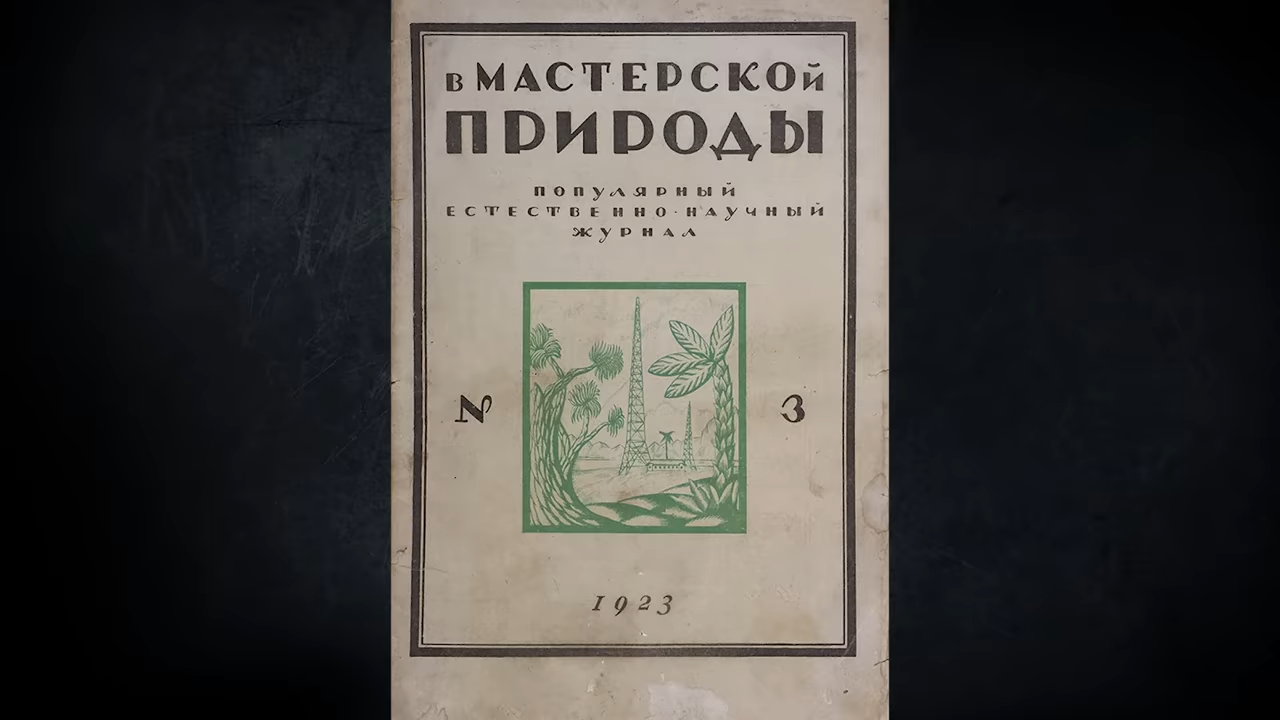 в МАСТЕРСКОй
ПРИРОДЫ
ПОПУЛЯРНЫЙ
ЕСТЕСТВЕННО-НАУЧНЫЙ
ЖУРНАЛ
№ 3
1923